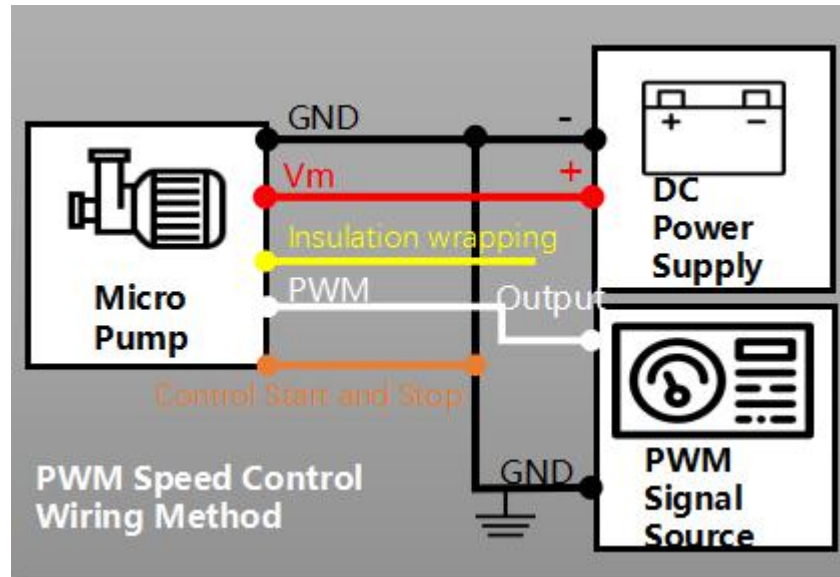 GND
-
Vm
+
Insulation wrapping
PWM
Output
Control Start and Stop
GND
Micro
Pump
+ -
DC
Power
Supply
PWM
Signal
Source
PWM Speed Control
Wiring Method